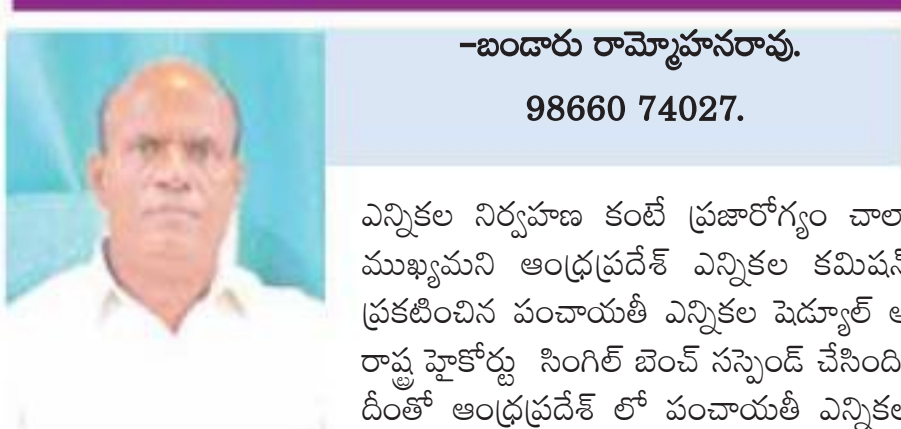 -బండారు రామ్మోహనరావు.
98660 74027.
ఎన్నికల నిర్వహణ కంటే ప్రజారోగ్యం చాలా
ముఖ్యమని ఆంధ్రప్రదేశ్ ఎన్నికల కమిషన్
ప్రకటించిన పంచాయతీ ఎన్నికల షెడ్యూల్ ఆ
రాష్ట్ర హైకోర్టు సింగిల్ బెంచ్ సస్పెండ్ చేసింది.
దీంతో ఆంధ్రప్రదేశ్ లో పంచాయతీ ఎన్నికల